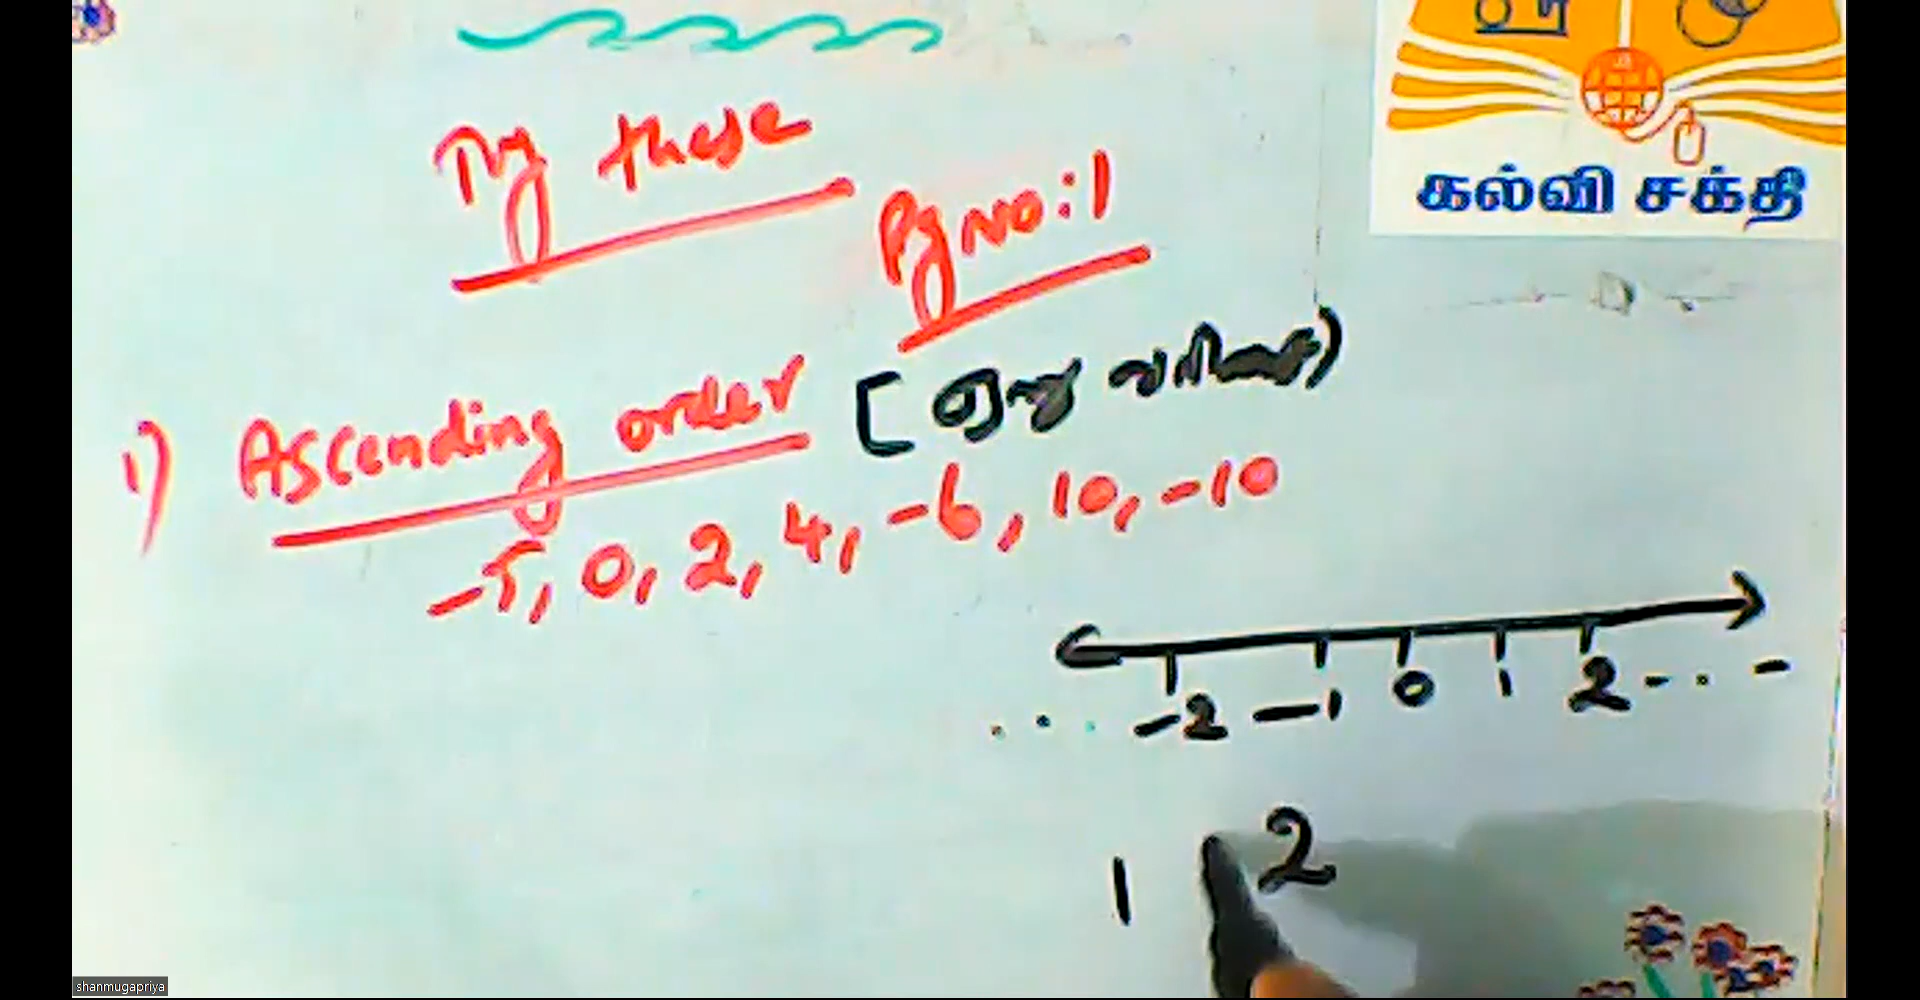 Try these
Pg No:1
கல்வி சக்தி
1) Ascending order [ஏறு வரிசை)
-5, 0, 2, 4, -6, 10, -10
... -2 -1 0 1 2 - . . -
1 2
shanmugapriya